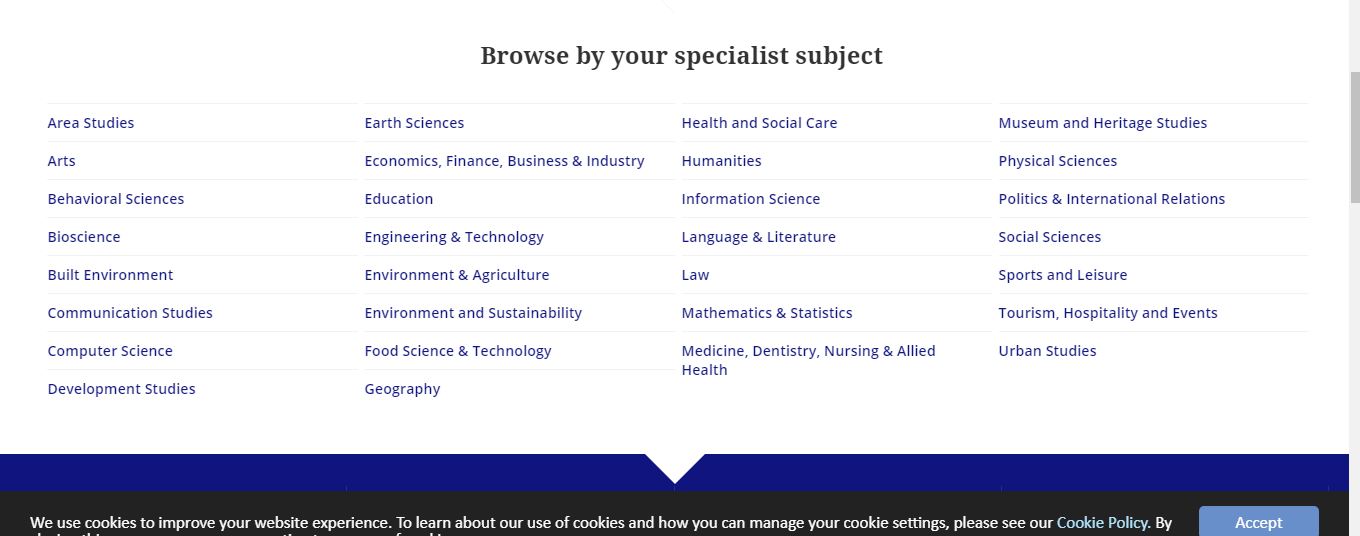 Browse by your specialist subject
Area Studies
Arts
Behavioral Sciences
Bioscience
Built Environment
Communication Studies
Computer Science
Development Studies
Earth Sciences
Economics, Finance, Business & Industry
Education
Engineering & Technology
Environment & Agriculture
Environment and Sustainability
Food Science & Technology
Geography
Health and Social Care
Humanities
Information Science
Language & Literature
Law
Mathematics & Statistics
Medicine, Dentistry, Nursing & Allied
Health
Museum and Heritage Studies
Physical Sciences
Politics & International Relations
Social Sciences
Sports and Leisure
Tourism, Hospitality and Events
Urban Studies
We use cookies to improve your website experience. To learn about our use of cookies and how you can manage your cookie settings, please see our Cookie Policy. By
Accept